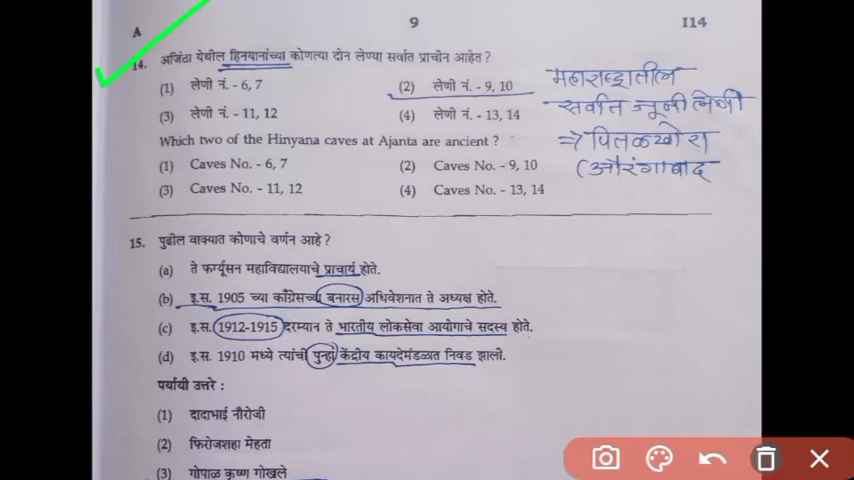 9
I14
A
14. अजिंठा येथील हिनयानांच्या कोणत्या दोन लेण्या सर्वात प्राचीन आहेत ?
(1) लेणी नं. - 6, 7
(2) लेणी नं. - 9, 10
(3) लेणी नं. - 11, 12
(4) लेणी नं. - 13, 14
महाराष्ट्रातील
सर्वात जूनी लेणी
⇒ पितळखोरा
(औरंगाबाद
Which two of the Hinyana caves at Ajanta are ancient ?
(1) Caves No. - 6, 7
(2) Caves No. - 9, 10
(3) Caves No. - 11, 12
(4) Caves No. - 13, 14
15. पुढील वाक्यात कोणाचे वर्णन आहे ?
(a) ते फर्ग्यूसन महाविद्यालयाचे प्राचार्य होते.
(b) इ.स. 1905 च्या काँग्रेसच्या बनारस अधिवेशनात ते अध्यक्ष होते.
(c) इ.स. 1912-1915 दरम्यान ते भारतीय लोकसेवा आयोगाचे सदस्य होते.
(d) इ.स. 1910 मध्ये त्यांची पुन्हा केंद्रीय कायदेमंडळात निवड झाली.
पर्यायी उत्तरे :
(1) दादाभाई नौरोजी
(2) फिरोजशहा मेहता
(3) गोपाळ कृष्ण गोखले